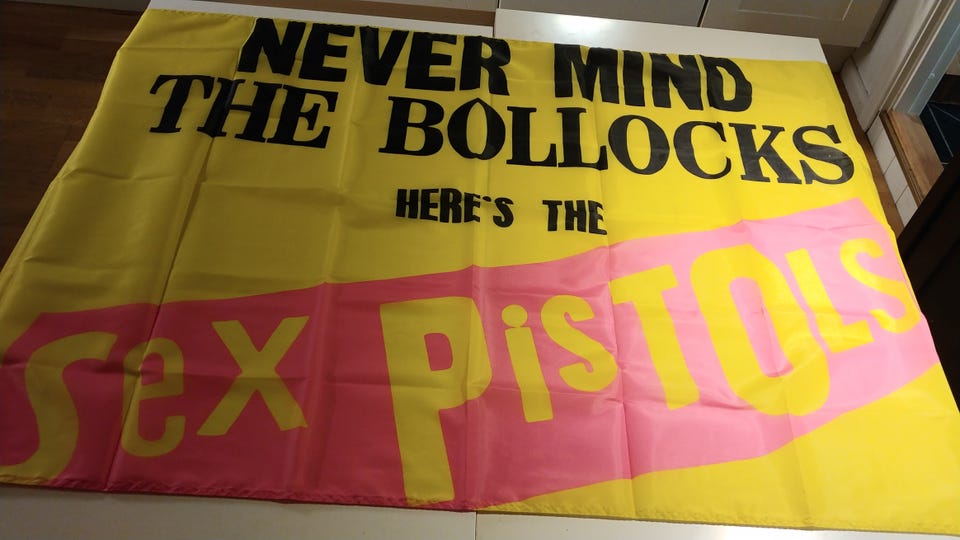 NEVER MIND
THE BOLLOCKS
HERE'S THE
Sex PiSTOLS